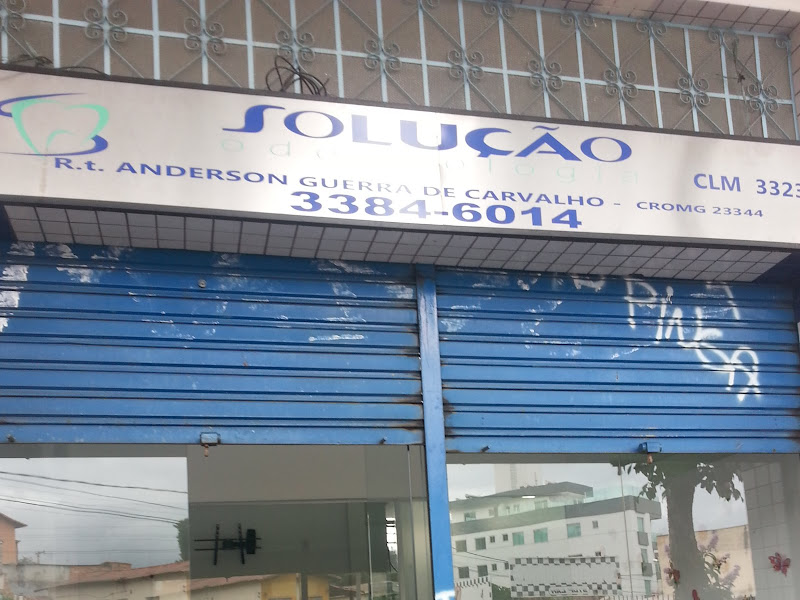 SOLUÇÃO
odontologia
R.t. ANDERSON GUERRA DE CARVALHO - CROMG 23344
CLM 3323
3384-6014